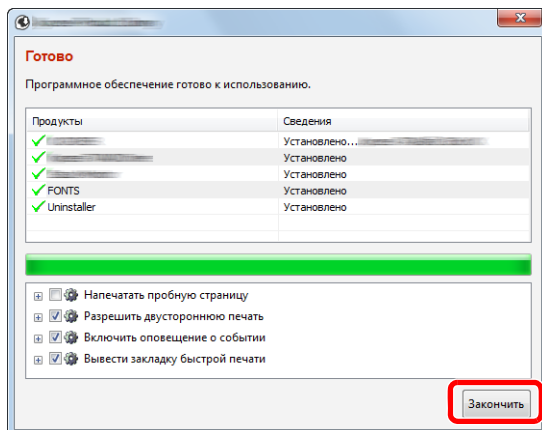 Готово
Программное обеспечение готово к использованию.
Продукты Сведения
Установлено...
Установлено
Установлено
FONTS Установлено
Uninstaller Установлено
Напечатать пробную страницу
Разрешить двустороннюю печать
Включить оповещение о событии
Вывести закладку быстрой печати
Закончить